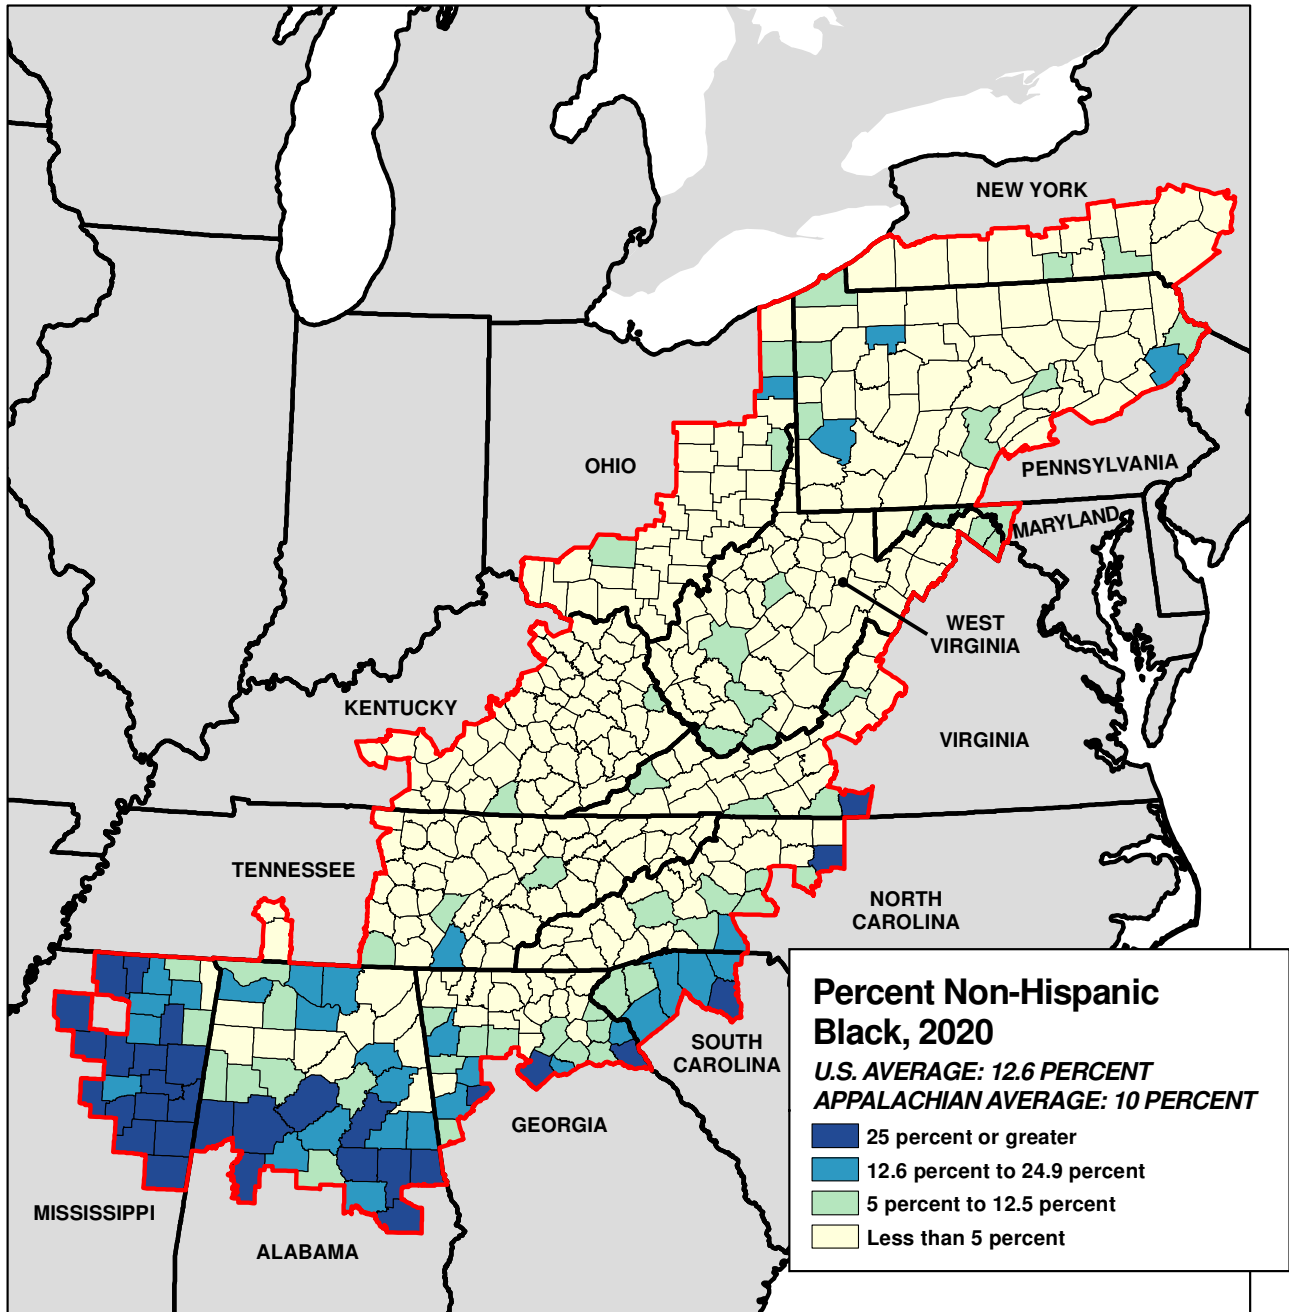 NEW YORK
OHIO
PENNSYLVANIA
MARYLAND
WEST
VIRGINIA
KENTUCKY
VIRGINIA
TENNESSEE
NORTH
CAROLINA
SOUTH
CAROLINA
GEORGIA
MISSISSIPPI
ALABAMA
Percent Non-Hispanic
Black, 2020
U.S. AVERAGE: 12.6 PERCENT
APPALACHIAN AVERAGE: 10 PERCENT
25 percent or greater
12.6 percent to 24.9 percent
5 percent to 12.5 percent
Less than 5 percent